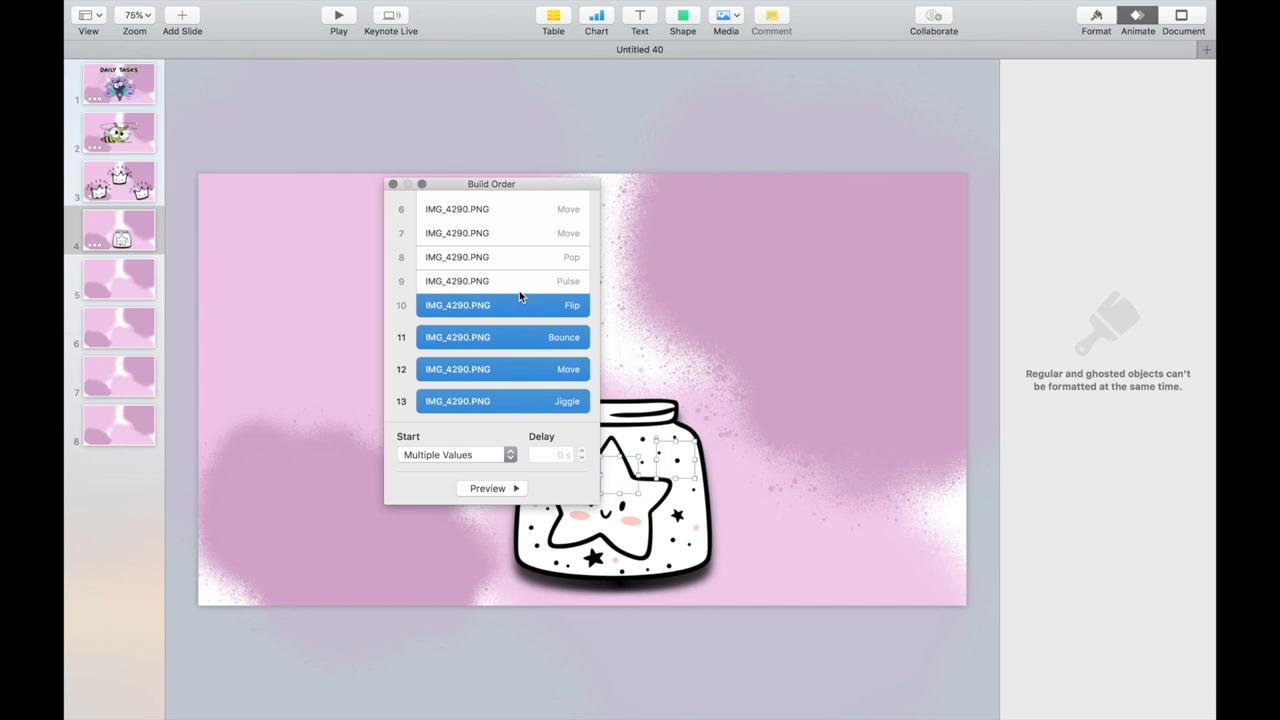 75%
View
Zoom
Add Slide
Play
Keynote Live
Table
Chart
Text
Shape
Media
Comment
Collaborate
Format
Animate
Document
Untitled 40
DAILY TASKS
1
2
3
4
5
6
7
8
Build Order
6 IMG_4290.PNG Move
7 IMG_4290.PNG Move
8 IMG_4290.PNG Pop
9 IMG_4290.PNG Pulse
10 IMG_4290.PNG Flip
11 IMG_4290.PNG Bounce
12 IMG_4290.PNG Move
13 IMG_4290.PNG Jiggle
Start Delay
Multiple Values 0 s
Preview
Regular and ghosted objects can't
be formatted at the same time.